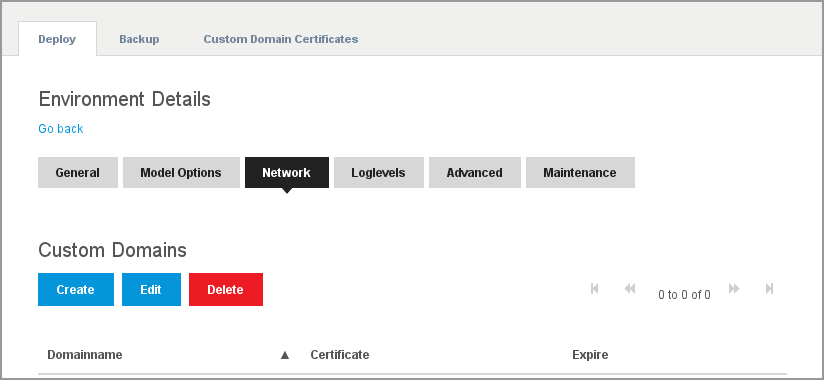 Deploy Backup Custom Domain Certificates
Environment Details
Go back
General Model Options Network Loglevels Advanced Maintenance
Custom Domains
Create Edit Delete 0 to 0 of 0
Domainname ▲ Certificate Expire